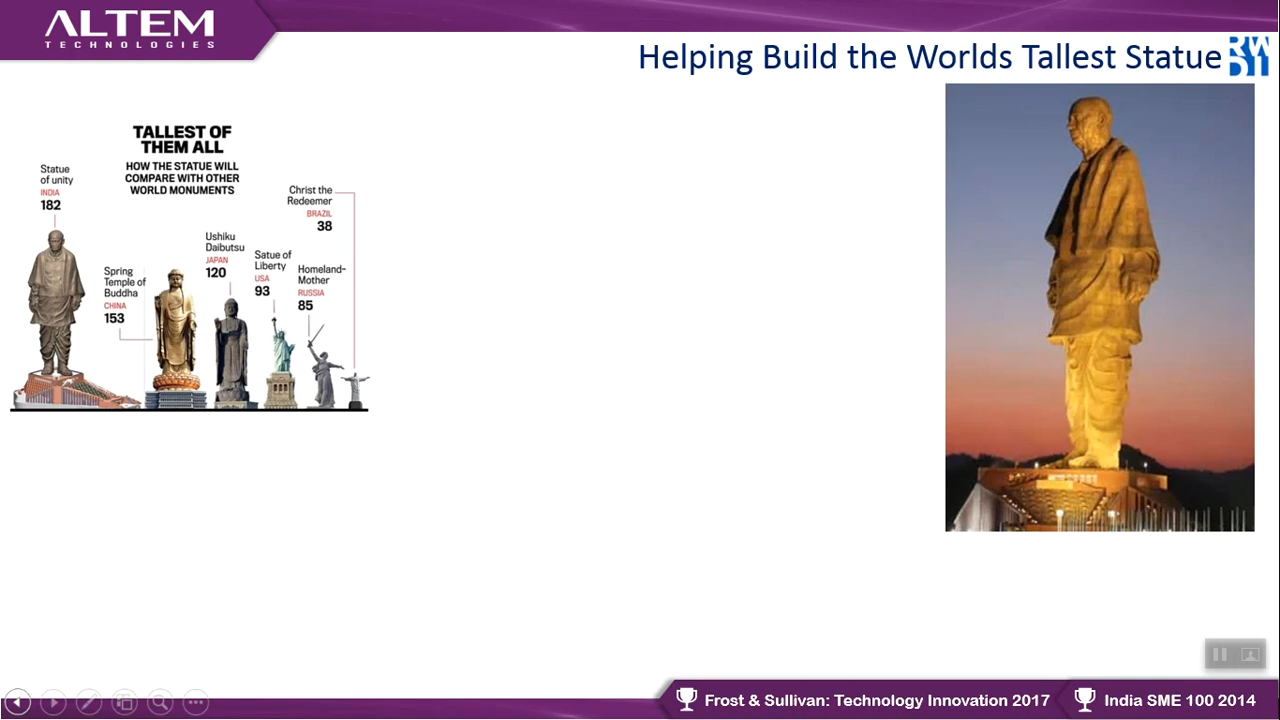 ALTEM
TECHNOLOGIES
Helping Build the Worlds Tallest Statue
RW
DI
TALLEST OF
THEM ALL
HOW THE STATUE WILL
COMPARE WITH OTHER
WORLD MONUMENTS
Statue
of unity
INDIA
182
Spring
Temple of
Buddha
CHINA
153
Ushiku
Daibutsu
JAPAN
120
Satue of
Liberty
USA
93
Homeland-
Mother
RUSSIA
85
Christ the
Redeemer
BRAZIL
38
Frost & Sullivan: Technology Innovation 2017
India SME 100 2014